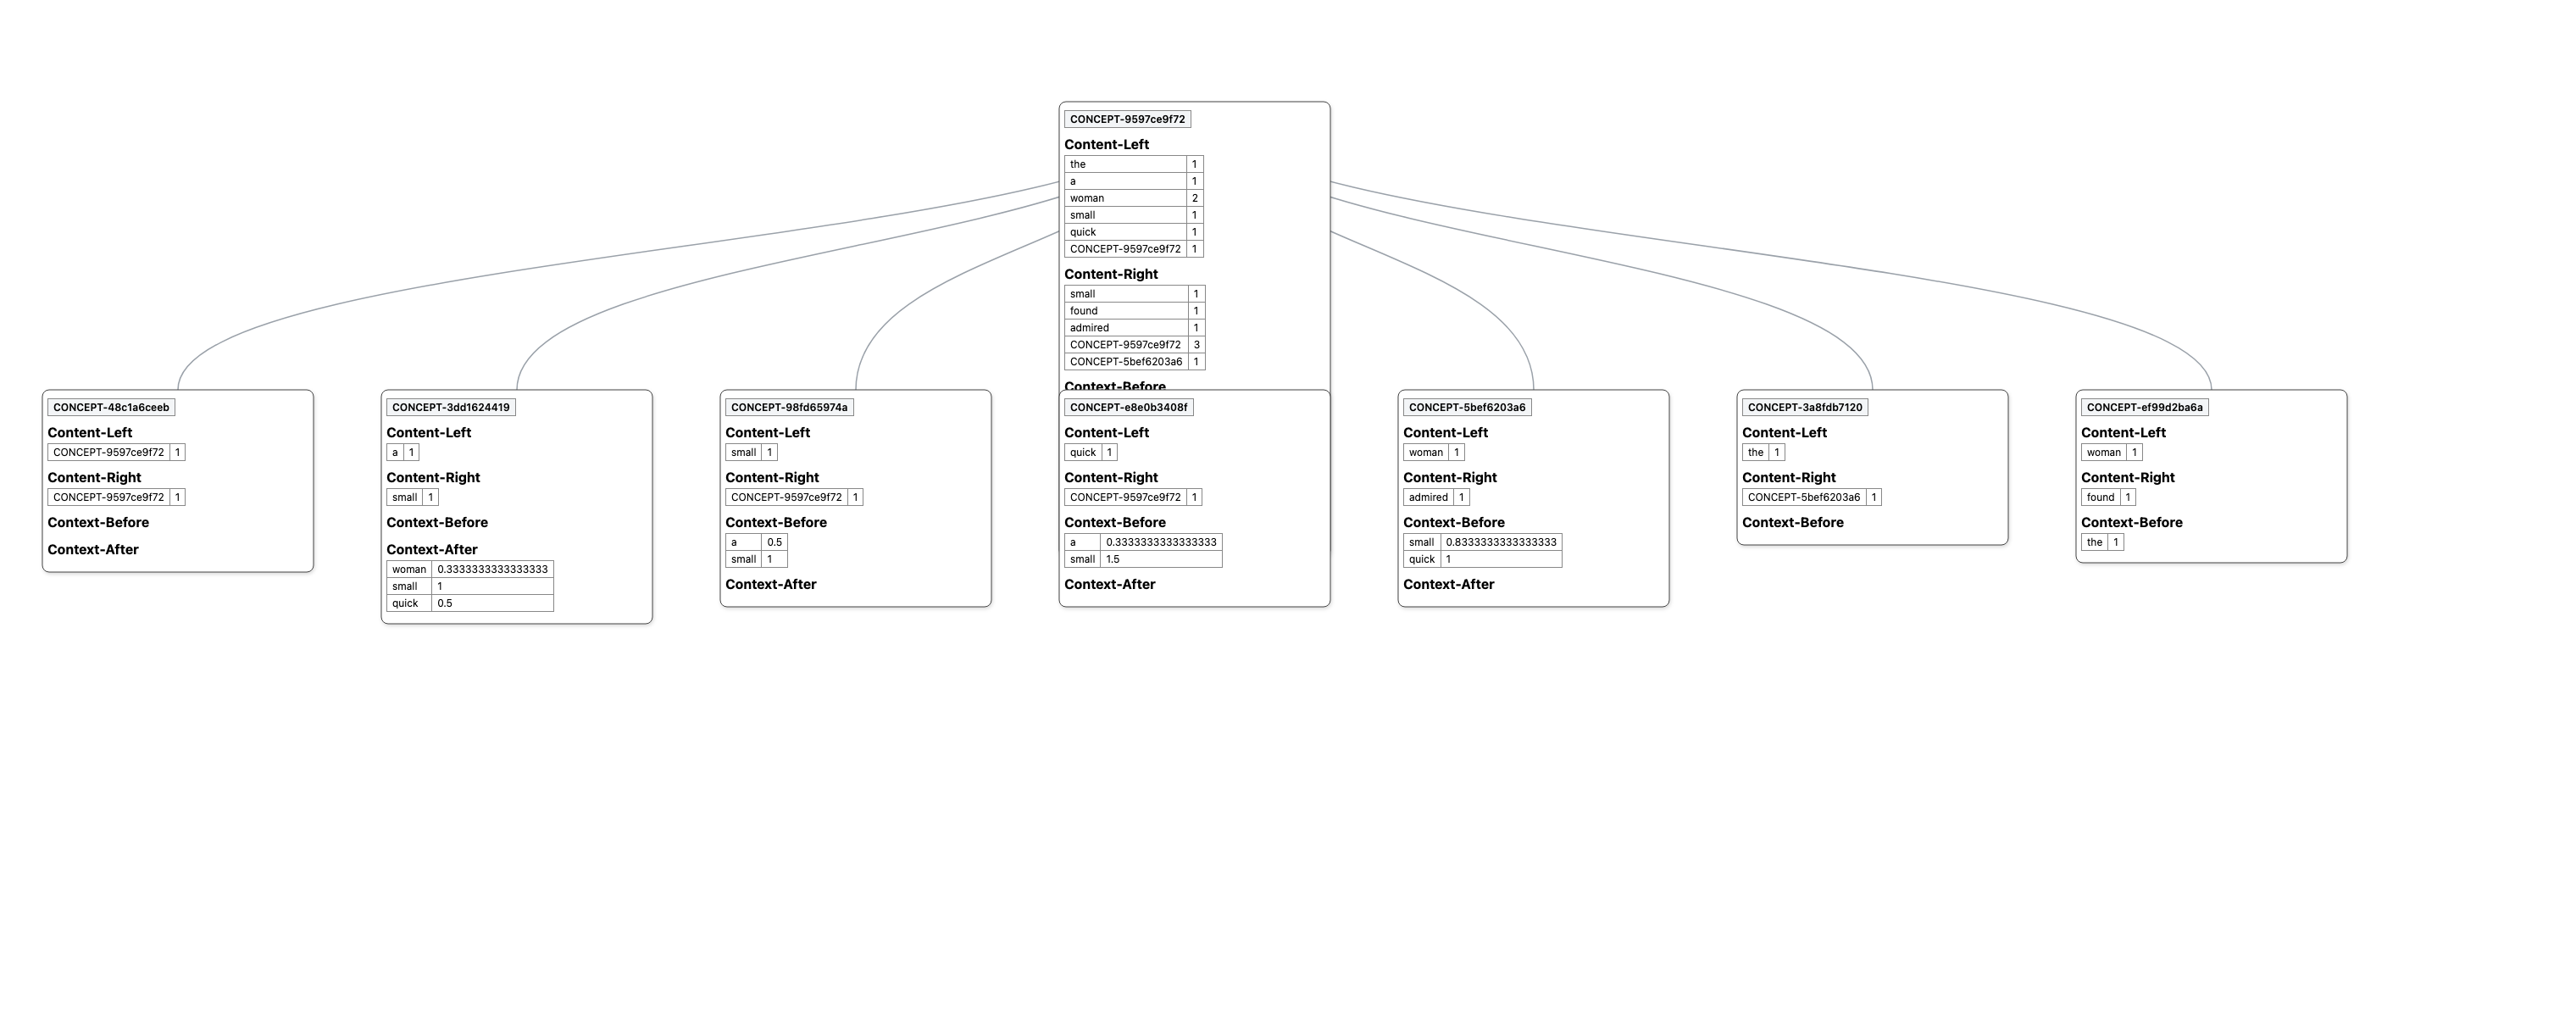 CONCEPT-9597ce9f72
Content-Left
the 1
a 1
woman 2
small 1
quick 1
CONCEPT-9597ce9f72 1
Content-Right
small 1
found 1
admired 1
CONCEPT-9597ce9f72 3
CONCEPT-5bef6203a6 1
Context-Before
CONCEPT-48c1a6ceeb
Content-Left
CONCEPT-9597ce9f72 1
Content-Right
CONCEPT-9597ce9f72 1
Context-Before
Context-After
CONCEPT-3dd1624419
Content-Left
a 1
Content-Right
small 1
Context-Before
Context-After
woman 0.3333333333333333
small 1
quick 0.5
CONCEPT-98fd65974a
Content-Left
small 1
Content-Right
CONCEPT-9597ce9f72 1
Context-Before
a 0.5
small 1
Context-After
CONCEPT-e8e0b3408f
Content-Left
quick 1
Content-Right
CONCEPT-9597ce9f72 1
Context-Before
a 0.3333333333333333
small 1.5
Context-After
CONCEPT-5bef6203a6
Content-Left
woman 1
Content-Right
admired 1
Context-Before
small 0.8333333333333333
quick 1
Context-After
CONCEPT-3a8fdb7120
Content-Left
the 1
Content-Right
CONCEPT-5bef6203a6 1
Context-Before
CONCEPT-ef99d2ba6a
Content-Left
woman 1
Content-Right
found 1
Context-Before
the 1